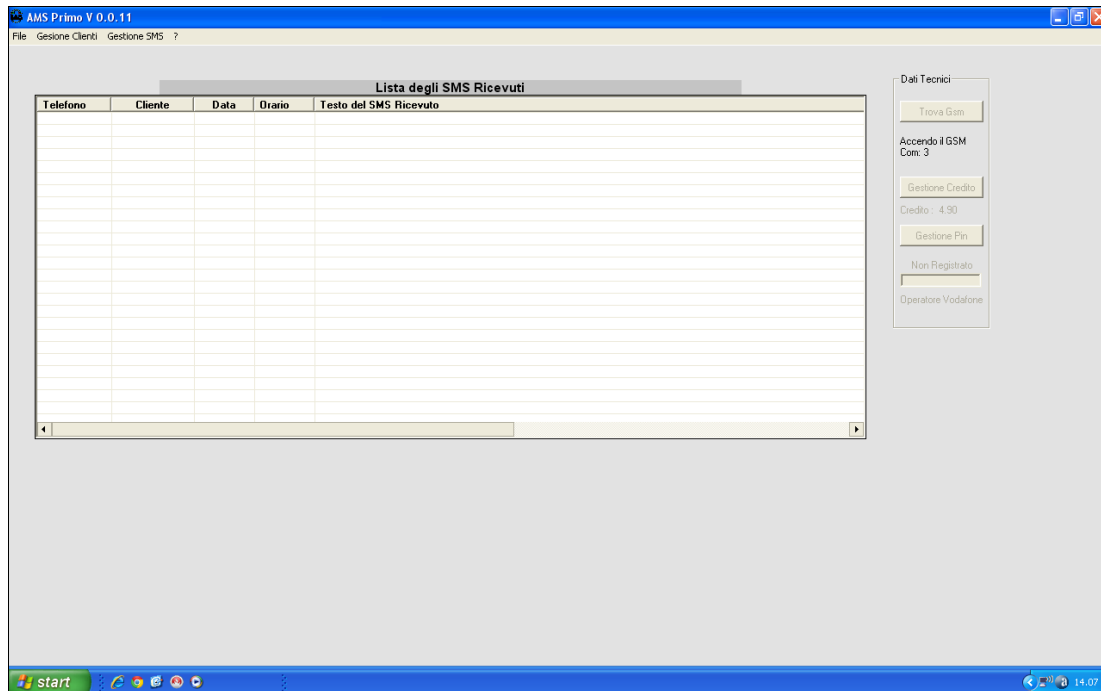 AMS Primo V 0.0.11
File Gesione Clienti Gestione SMS ?
Lista degli SMS Ricevuti
Telefono Cliente Data Orario Testo del SMS Ricevuto
Dati Tecnici
Trova Gsm
Accendo il GSM
Com: 3
Gestione Credito
Credito : 4.90
Gestione Pin
Non Registrato
Operatore Vodafone
start
14.07